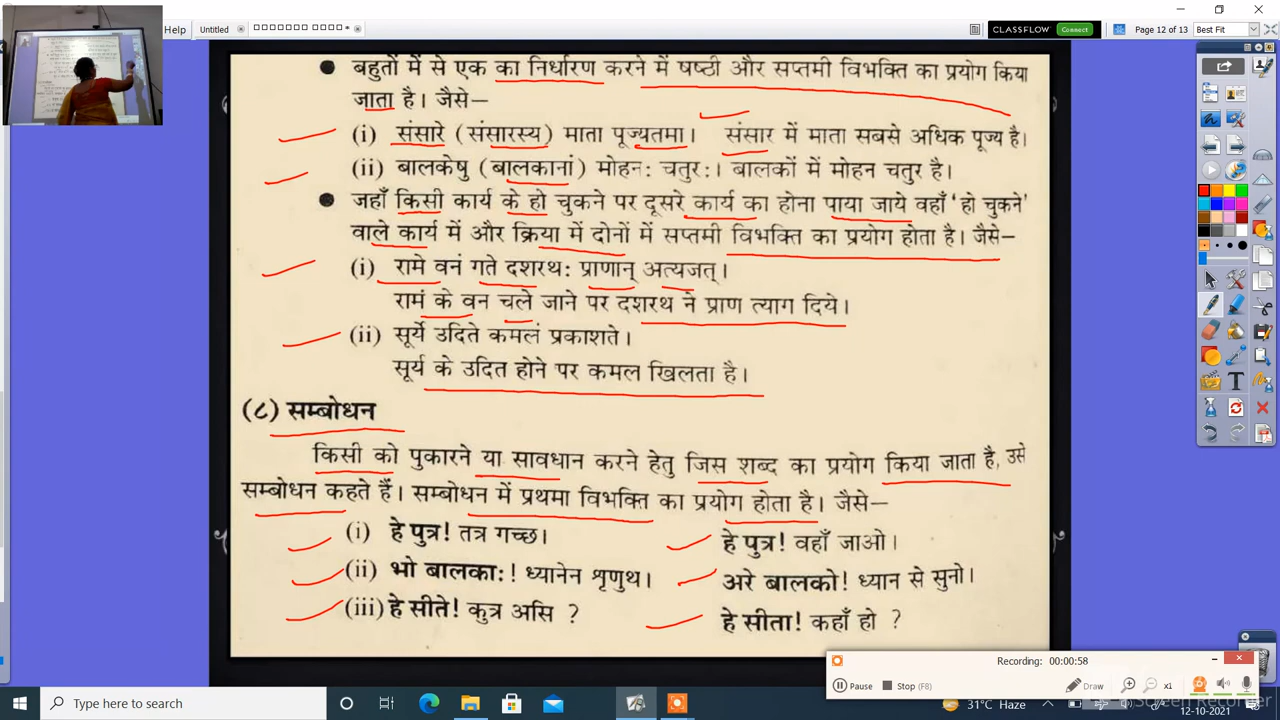 Help Untitled
CLASSFLOW Connect Page 12 of 13 Best Fit
● बहुतों में से एक का निर्धारण करने में षष्ठी और सप्तमी विभक्ति का प्रयोग किया
जाता है। जैसे–
(i) संसारे (संसारस्य) माता पूज्यतमा। संसार में माता सबसे अधिक पूज्य है।
(ii) बालकेषु (बालकानां) मोहनः चतुरः। बालकों में मोहन चतुर है।
● जहाँ किसी कार्य के हो चुकने पर दूसरे कार्य का होना पाया जाये वहाँ ‘हो चुकने’
वाले कार्य में और क्रिया में दोनों में सप्तमी विभक्ति का प्रयोग होता है। जैसे–
(i) रामे वनं गते दशरथः प्राणान् अत्यजत्।
रामं के वन चले जाने पर दशरथ ने प्राण त्याग दिये।
(ii) सूर्ये उदिते कमलं प्रकाशते।
सूर्य के उदित होने पर कमल खिलता है।
(८) सम्बोधन
किसी को पुकारने या सावधान करने हेतु जिस शब्द का प्रयोग किया जाता है, उसे
सम्बोधन कहते हैं। सम्बोधन में प्रथमा विभक्ति का प्रयोग होता है। जैसे–
(i) हे पुत्र! तत्र गच्छ। हे पुत्र! वहाँ जाओ।
(ii) भो बालकाः! ध्यानेन श्रृणुथ। अरे बालको! ध्यान से सुनो।
(iii) हे सीते! कुत्र असि ? हे सीता! कहाँ हो ?
Recording: 00:00:58
Pause Stop (F8) Draw x1
Type here to search
31°C Haze 12-10-2021